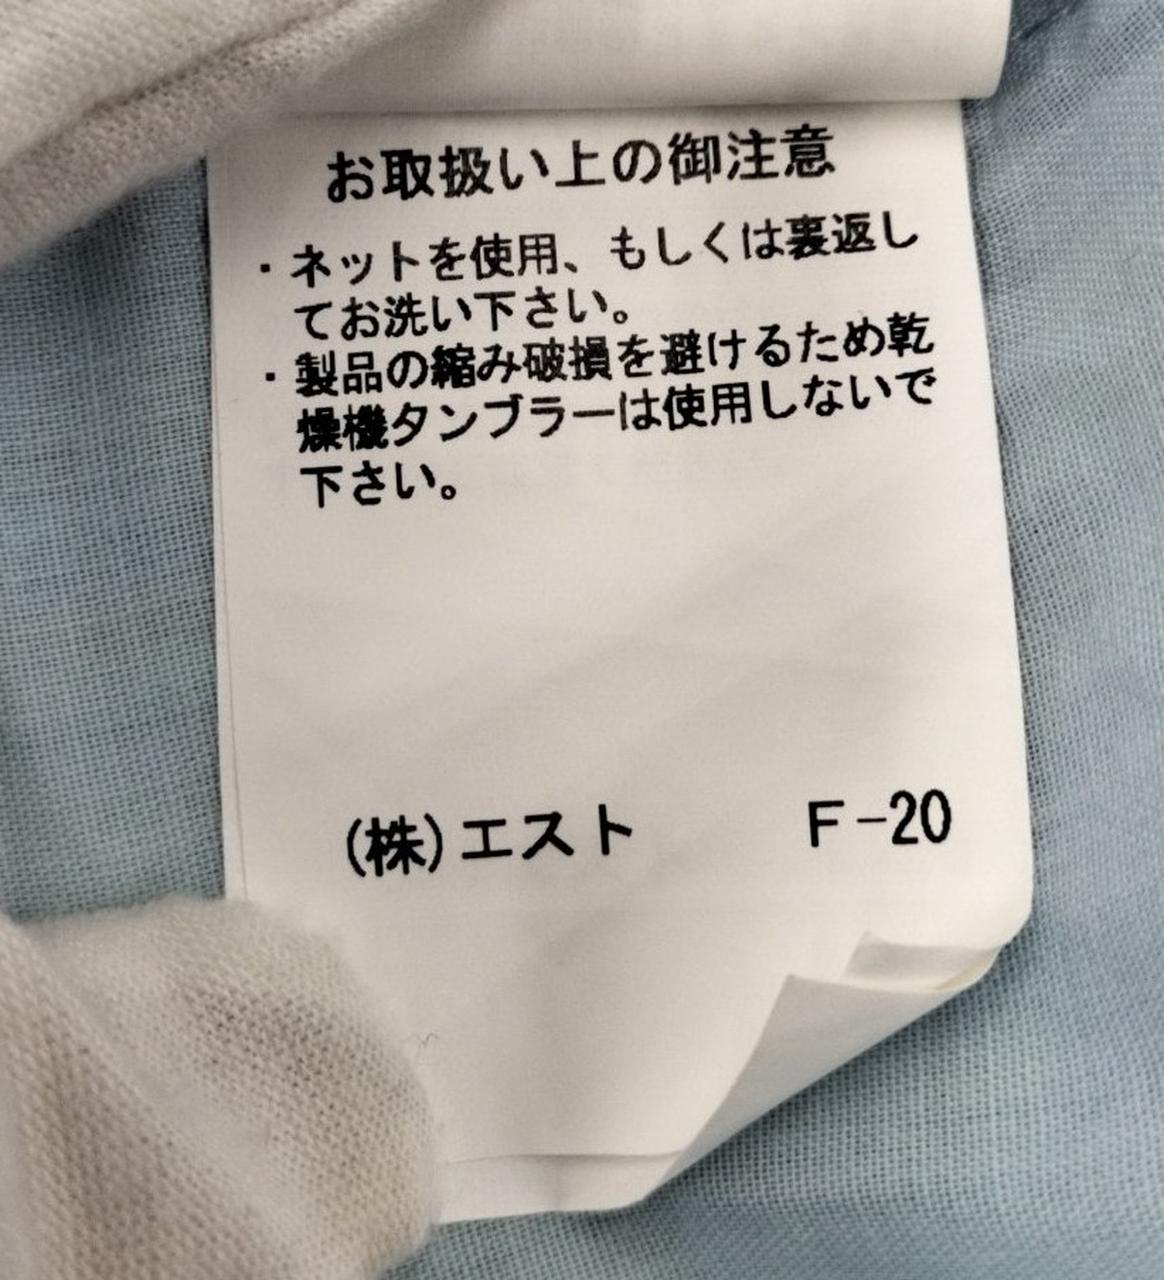 お取扱い上の御注意
・ネットを使用、もしくは裏返し
てお洗い下さい。
・製品の縮み破損を避けるため乾
燥機タンブラーは使用しないで
下さい。
(株)エスト F-20